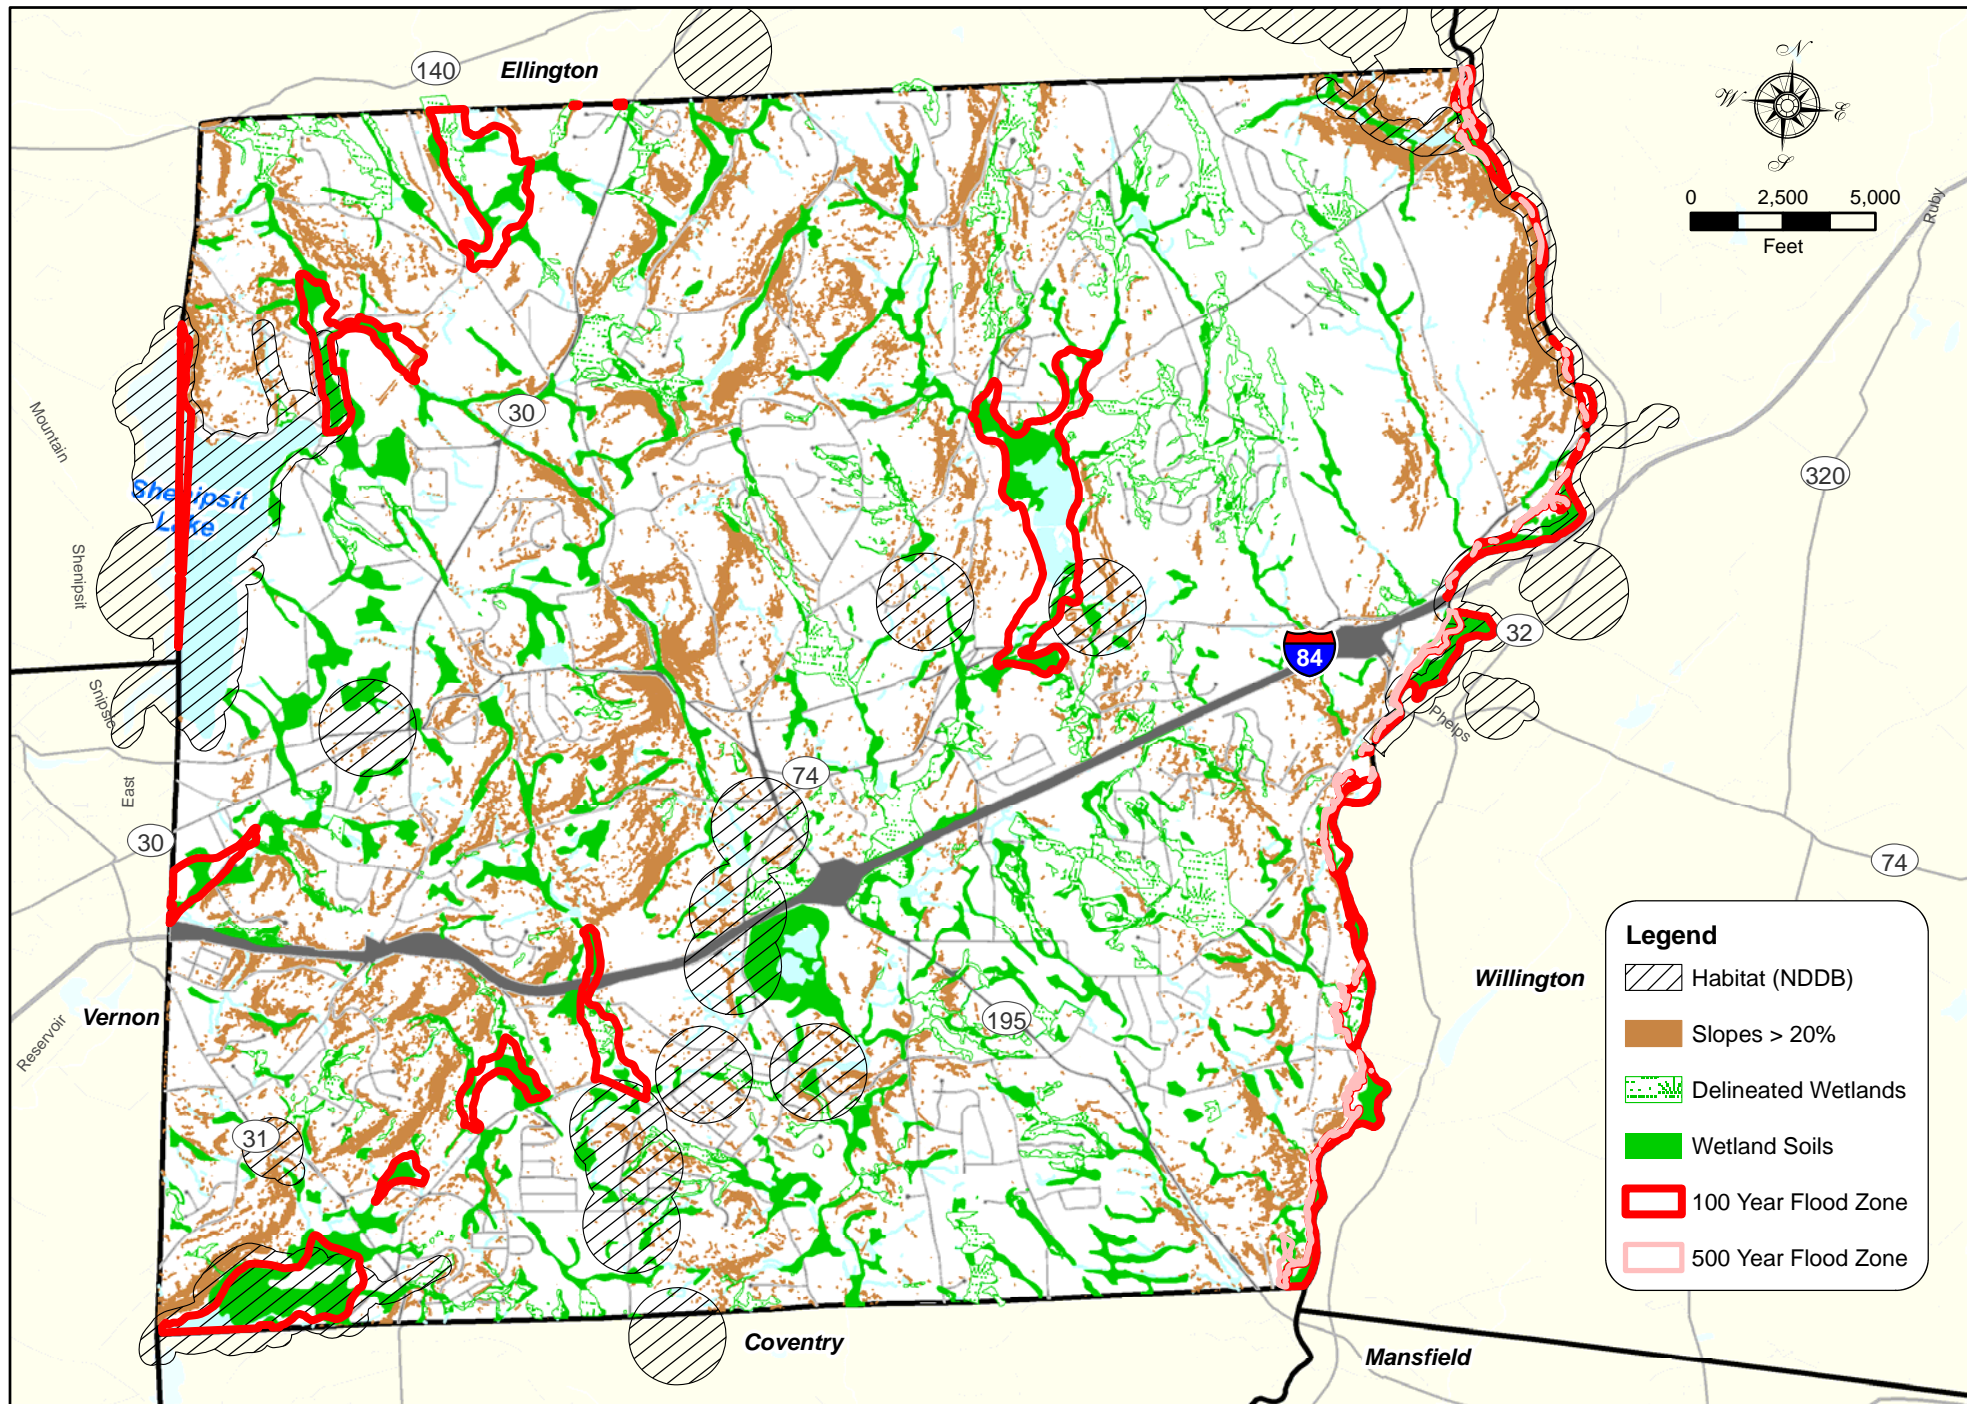 140
Ellington
N
W
E
S
0 2,500 5,000
Feet
Ruby
Mountain
30
320
Shenipsit
Lake
Shenipsit
32
84
Snipsic
Phelps
East
74
30
74
Legend
Habitat (NDDB)
Slopes > 20%
Delineated Wetlands
Wetland Soils
100 Year Flood Zone
500 Year Flood Zone
Willington
Vernon
Reservoir
195
31
Coventry
Mansfield